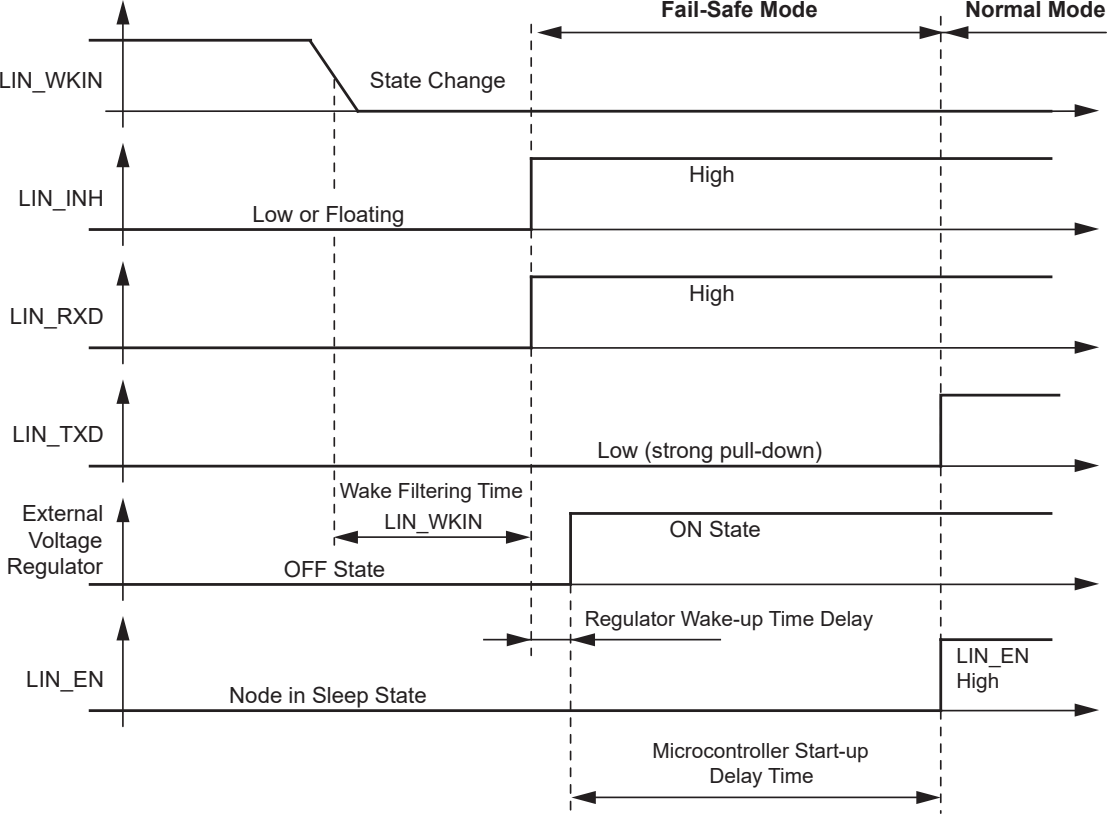 Fail-Safe Mode
Normal Mode
LIN_WKIN
State Change
LIN_INH
High
Low or Floating
LIN_RXD
High
LIN_TXD
Low (strong pull-down)
Wake Filtering Time
LIN_WKIN
External
Voltage
Regulator
ON State
OFF State
Regulator Wake-up Time Delay
LIN_EN
LIN_EN
High
Node in Sleep State
Microcontroller Start-up
Delay Time